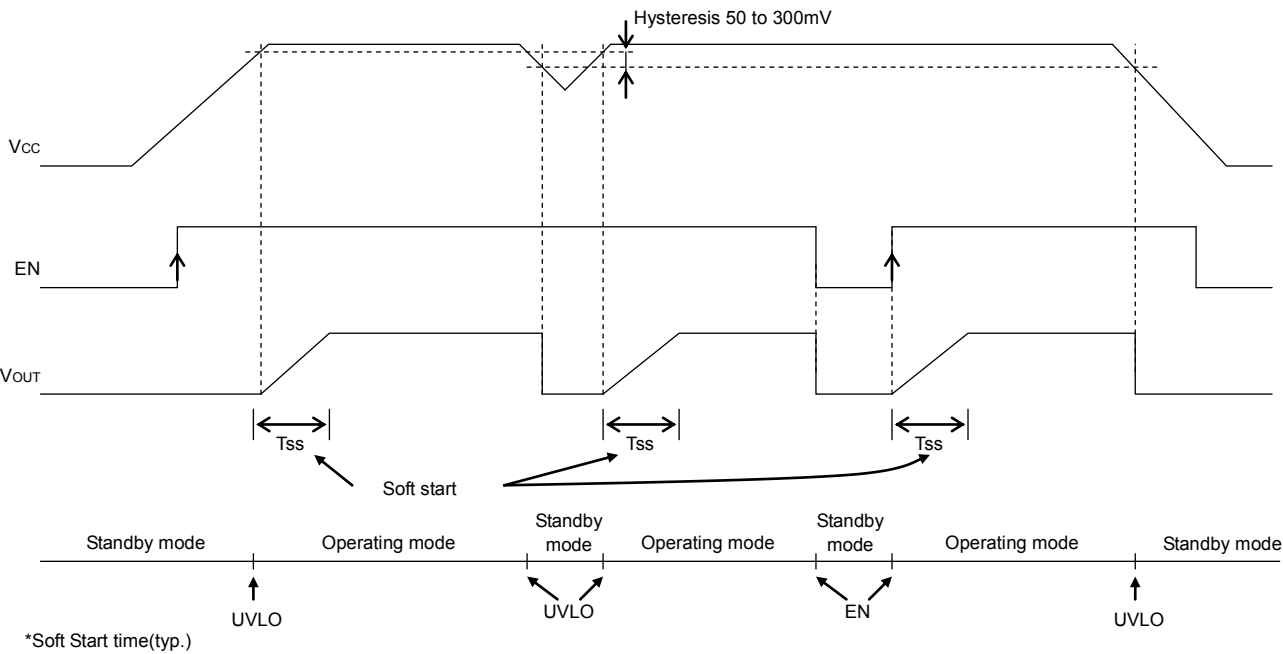 Hysteresis 50 to 300mV
VCC
EN
VOUT
Tss
Tss
Tss
Soft start
Standby mode
Operating mode
Standby
mode
Operating mode
Standby
mode
Operating mode
Standby mode
UVLO
UVLO
EN
UVLO
*Soft Start time(typ.)